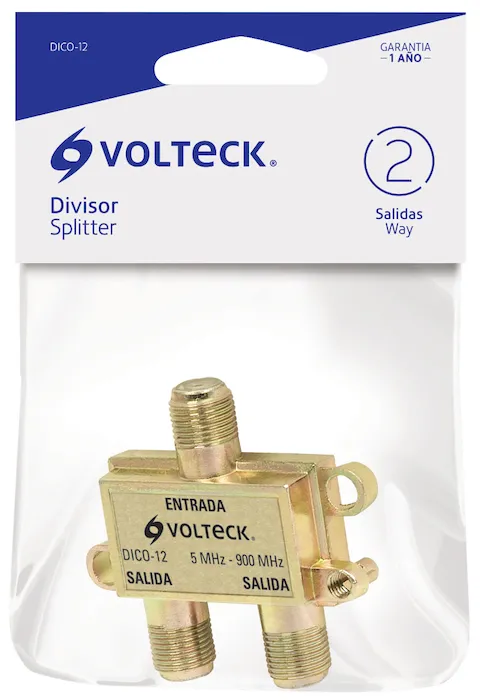 DICO-12
GARANTIA
1 AÑO
VOLTECK®
2
Divisor
Splitter
Salidas
Way
ENTRADA
VOLTECK®
DICO-12 5 MHz - 900 MHz
SALIDA SALIDA